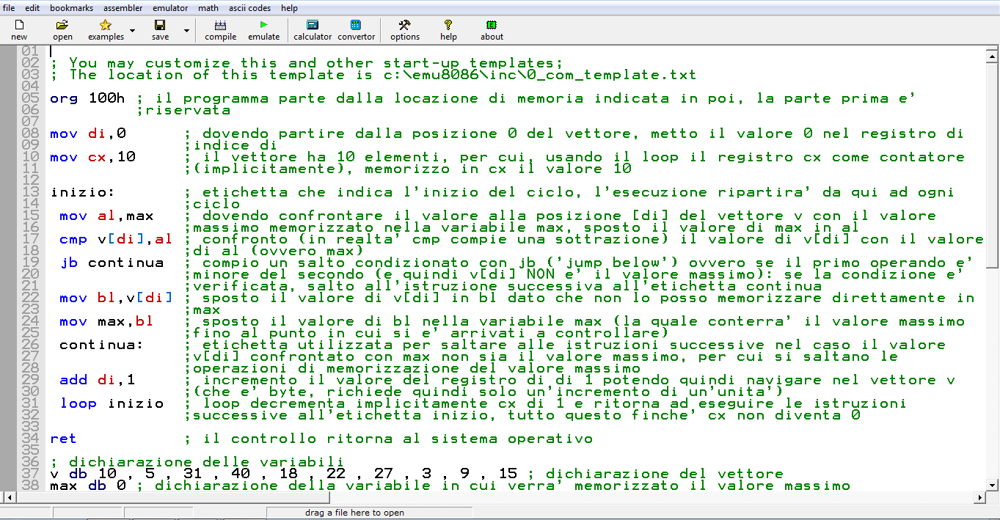 file edit bookmarks assembler emulator math ascii codes help
new open examples save compile emulate calculator convertor options help about
01
02 ; You may customize this and other start-up templates;
03 ; The location of this template is c:\emu8086\inc\0_com_template.txt
04
05 org 100h ; il programma parte dalla locazione di memoria indicata in poi, la parte prima e'
06 ;riservata
07
08 mov di,0 ; dovendo partire dalla posizione 0 del vettore, metto il valore 0 nel registro di
09 ;indice di
10 mov cx,10 ; il vettore ha 10 elementi, per cui, usando il loop il registro cx come contatore
11 ;(implicitamente), memorizzo in cx il valore 10
12
13 inizio: ; etichetta che indica l'inizio del ciclo, l'esecuzione ripartira' da qui ad ogni
14 ;ciclo
15 mov al,max ; dovendo confrontare il valore alla posizione [di] del vettore v con il valore
16 ;massimo memorizzato nella variabile max, sposto il valore di max in al
17 cmp v[di],al ; confronto (in realta' cmp compie una sottrazione) il valore di v[di] con il valore
18 ;di al (ovvero max)
19 jb continua ; compio un salto condizionato con jb ('jump below') ovvero se il primo operando e'
20 ;minore del secondo (e quindi v[di] NON e' il valore massimo): se la condizione e'
21 ;verificata, salto all'istruzione successiva all'etichetta continua
22 mov bl,v[di] ; sposto il valore di v[di] in bl dato che non lo posso memorizzare direttamente in
23 ;max
24 mov max,bl ; sposto il valore di bl nella variabile max (la quale conterra' il valore massimo
25 ;fino al punto in cui si e' arrivati a controllare)
26 continua: ; etichetta utilizzata per saltare alle istruzioni successive nel caso il valore
27 ;v[di] confrontato con max non sia il valore massimo, per cui si saltano le
28 ;operazioni di memorizzazione del valore massimo
29 add di,1 ; incremento il valore del registro di di 1 potendo quindi navigare nel vettore v
30 ;(che e' byte, richiede quindi solo un'incremento di un'unita')
31 loop inizio ; loop decrementa implicitamente cx di 1 e ritorna ad eseguire le istruzioni
32 ;successive all'etichetta inizio, tutto questo finche' cx non diventa 0
33
34 ret ; il controllo ritorna al sistema operativo
35
36 ; dichiarazione delle variabili
37 v db 10 , 5 , 31 , 40 , 18 , 22 , 27 , 3 , 9 , 15 ; dichiarazione del vettore
38 max db 0 ; dichiarazione della variabile in cui verra' memorizzato il valore massimo
drag a file here to open